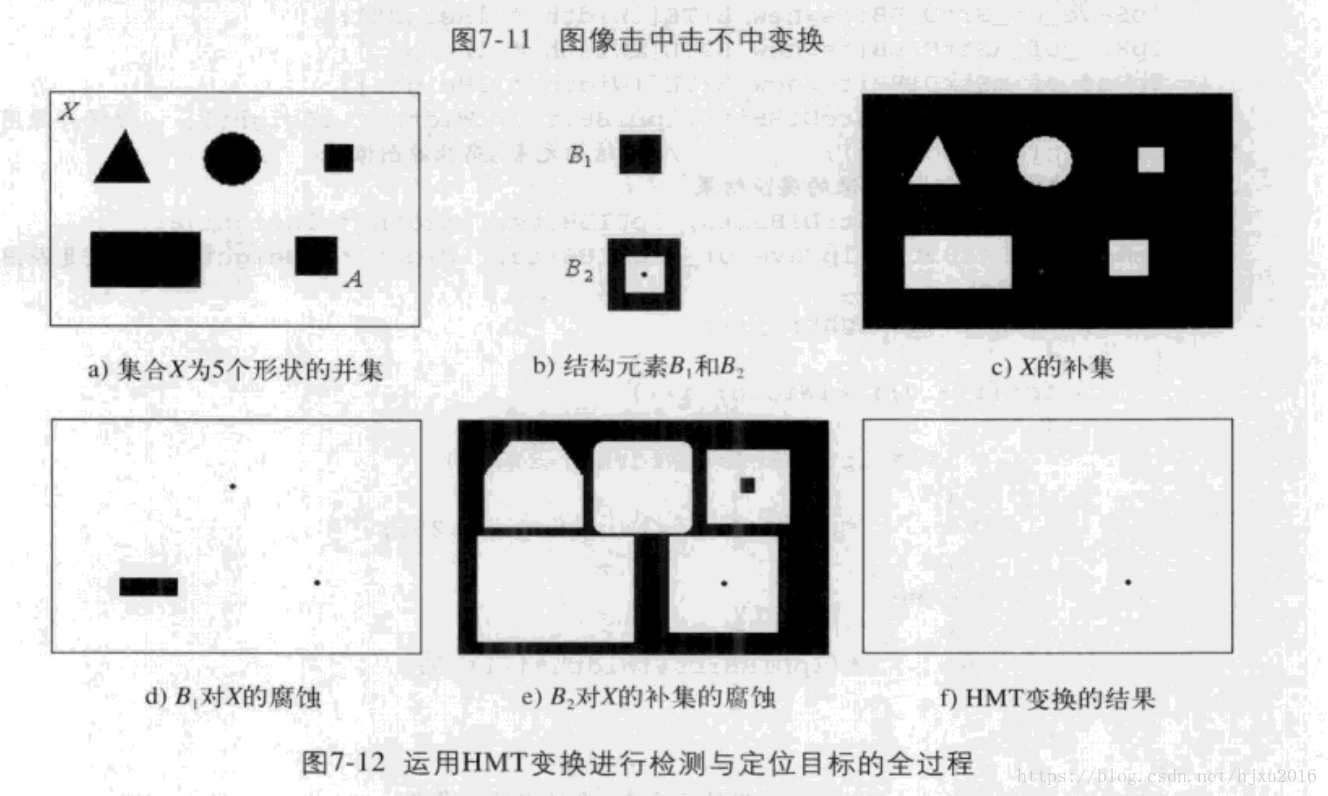 图7-11 图像击中击不中变换
X
A
B₁
B₂
a) 集合X为5个形状的并集
b) 结构元素B₁和B₂
c) X的补集
d) B₁对X的腐蚀
e) B₂对X的补集的腐蚀
f) HMT变换的结果
图7-12 运用HMT变换进行检测与定位目标的全过程
https://blog.csdn.net/hjxu2016